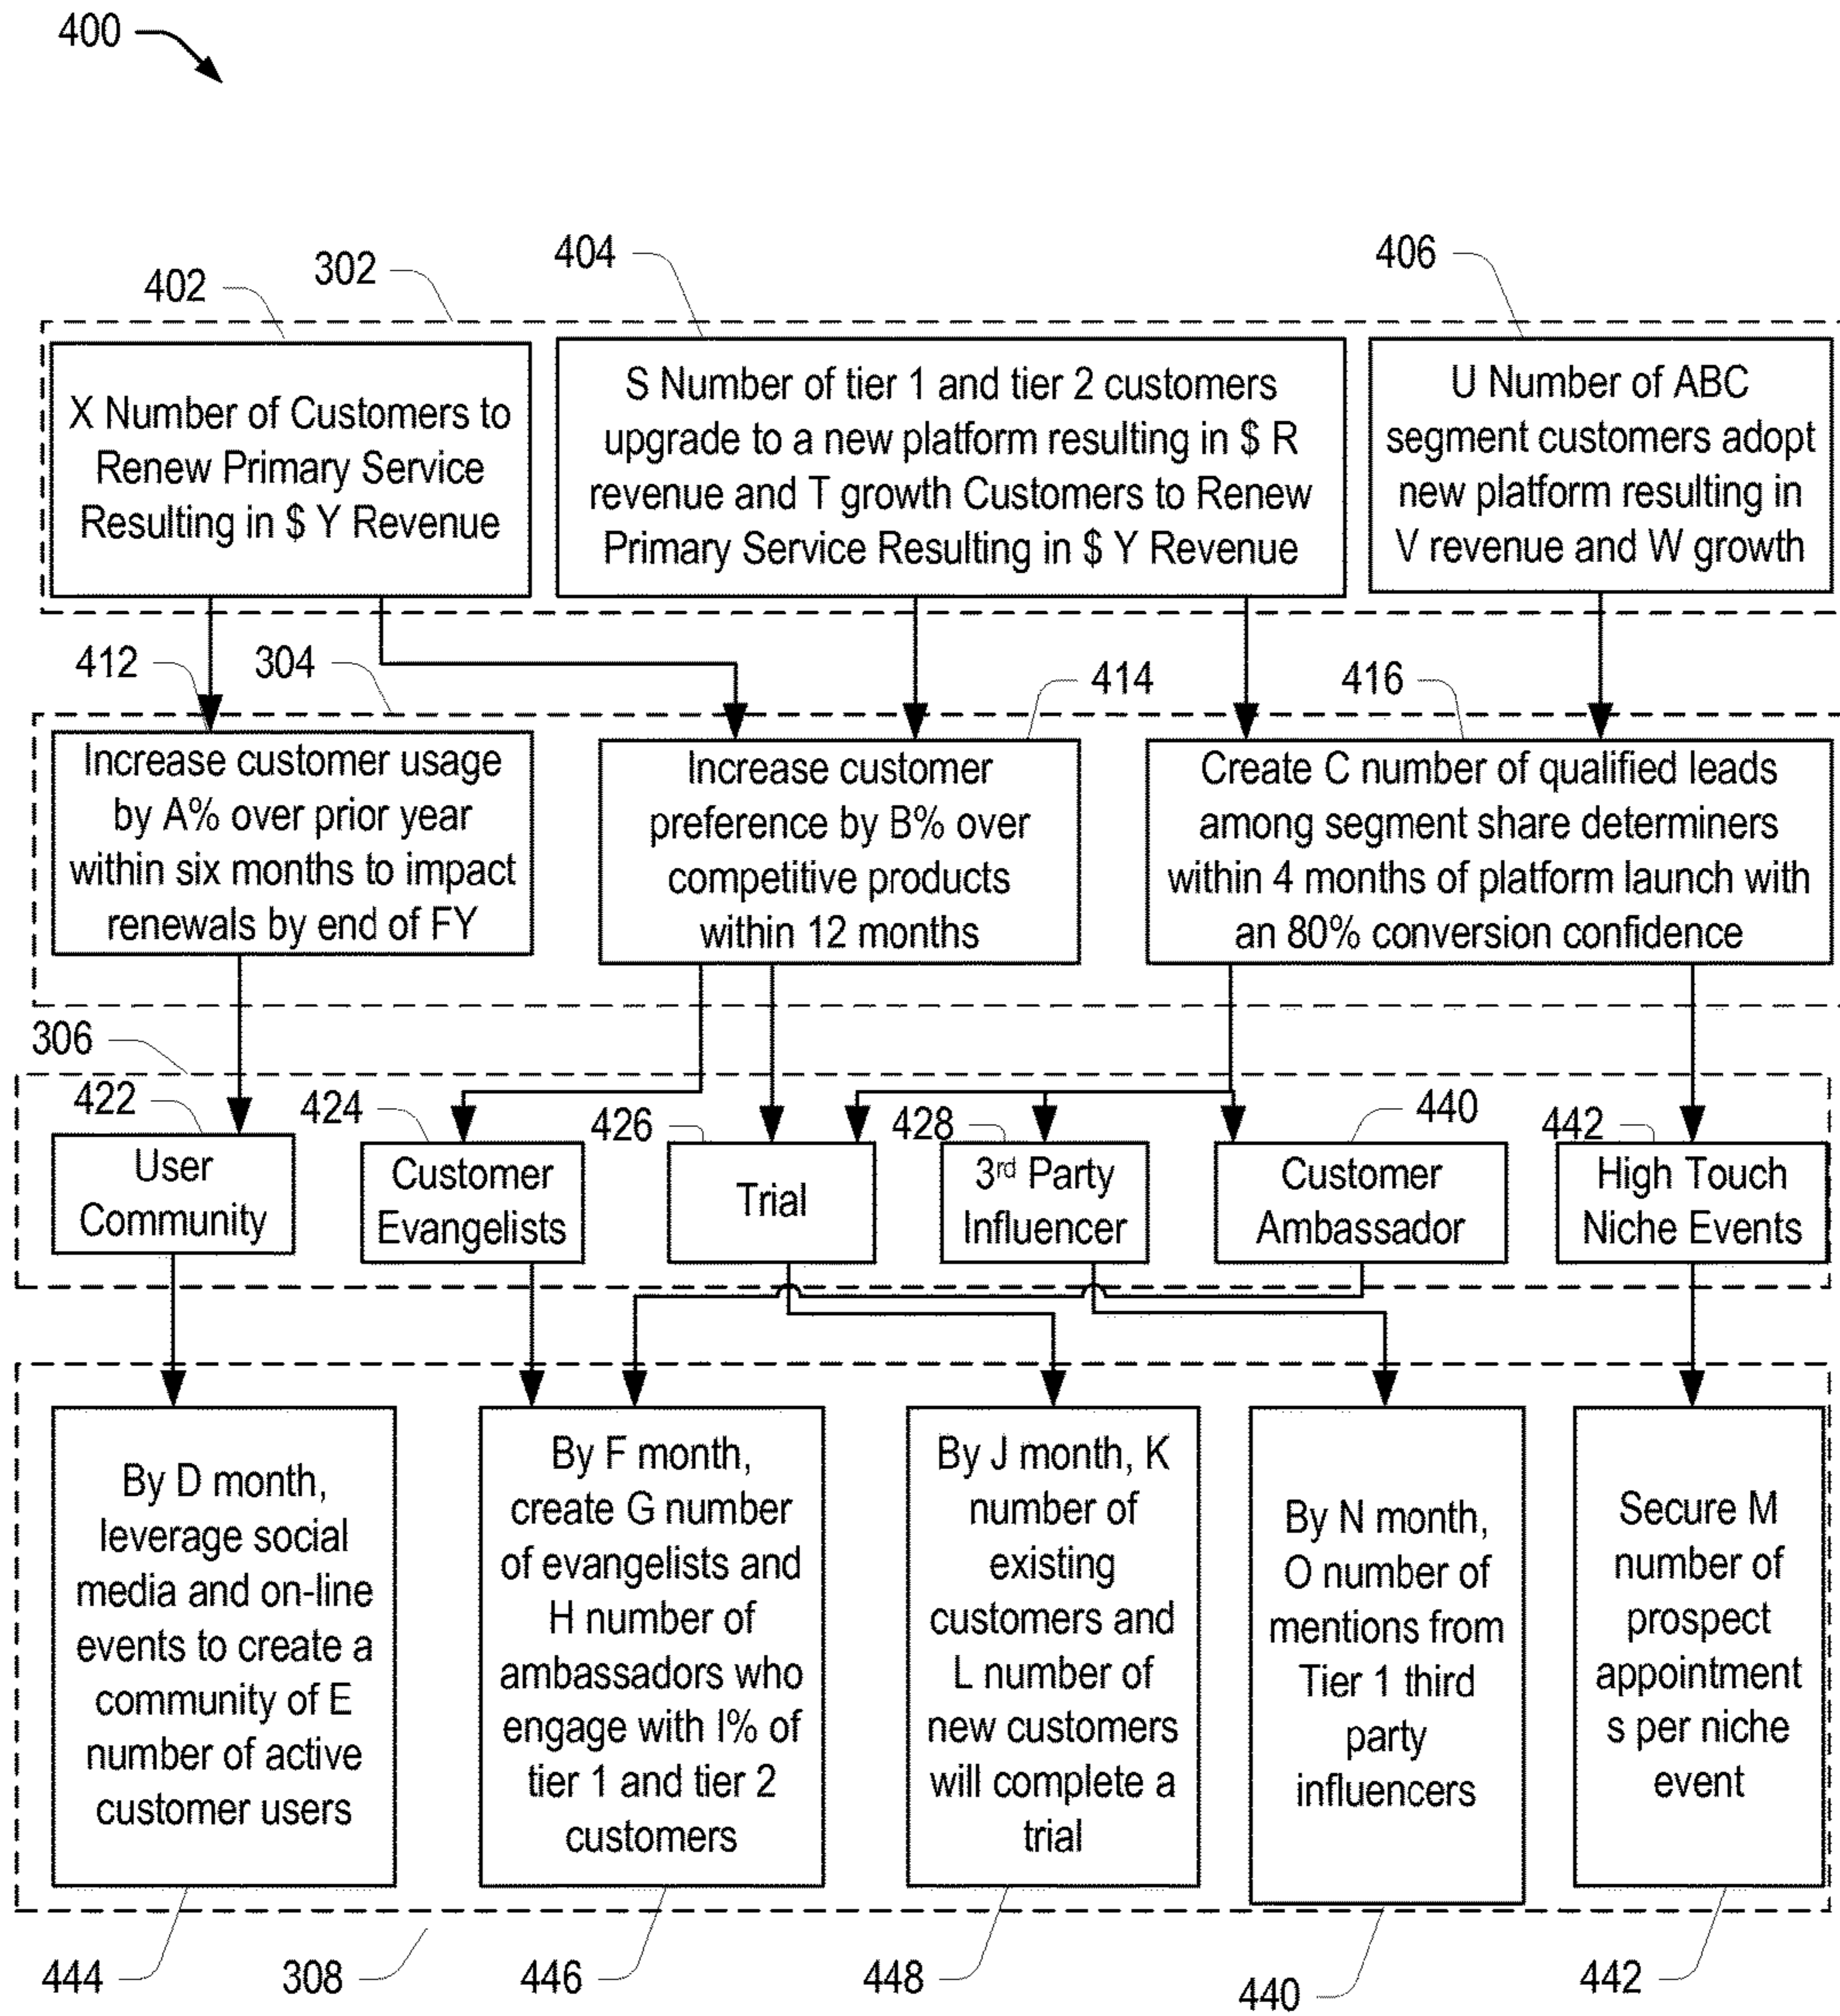 400
402
302
404
406
X Number of Customers to
Renew Primary Service
Resulting in $ Y Revenue
S Number of tier 1 and tier 2 customers
upgrade to a new platform resulting in $ R
revenue and T growth Customers to Renew
Primary Service Resulting in $ Y Revenue
U Number of ABC
segment customers adopt
new platform resulting in
V revenue and W growth
412
304
414
416
Increase customer usage
by A% over prior year
within six months to impact
renewals by end of FY
Increase customer
preference by B% over
competitive products
within 12 months
Create C number of qualified leads
among segment share determiners
within 4 months of platform launch with
an 80% conversion confidence
306
422
424
426
428
440
442
User
Community
Customer
Evangelists
Trial
3rd Party
Influencer
Customer
Ambassador
High Touch
Niche Events
By D month,
leverage social
media and on-line
events to create a
community of E
number of active
customer users
By F month,
create G number
of evangelists and
H number of
ambassadors who
engage with I% of
tier 1 and tier 2
customers
By J month, K
number of
existing
customers and
L number of
new customers
will complete a
trial
By N month,
O number of
mentions from
Tier 1 third
party
influencers
Secure M
number of
prospect
appointment
s per niche
event
444
308
446
448
440
442